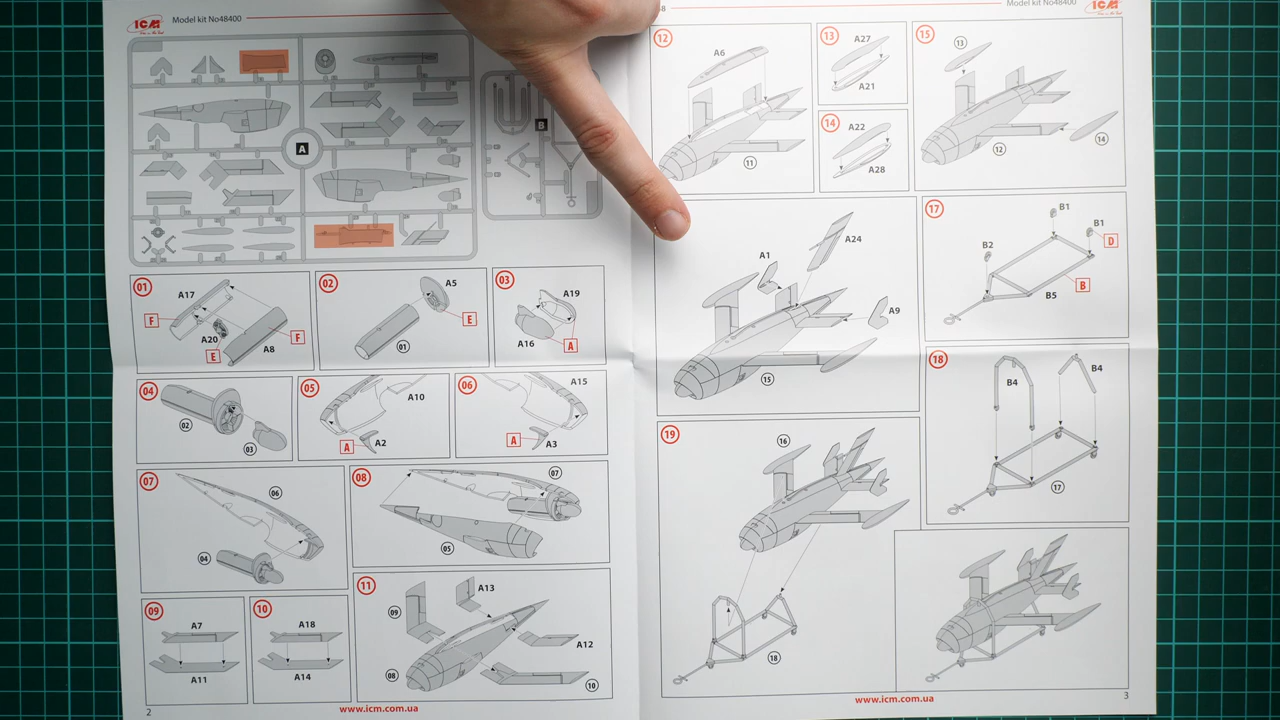 ICM
Model kit No48400
A
B
01
A17
F
A20
E
A8
F
02
A5
E
01
03
A19
A16
A
04
02
03
05
A10
A
A2
06
A15
A
A3
07
06
04
08
07
05
09
A7
A11
10
A18
A14
11
A13
09
A12
08
10
2
www.icm.com.ua
Model kit No48400
ICM
12
A6
11
13
A27
A21
14
A22
A28
15
13
12
14
A24
A1
A9
15
17
B1
B1
D
B2
B
B5
18
B4
B4
17
19
16
18
www.icm.com.ua
3